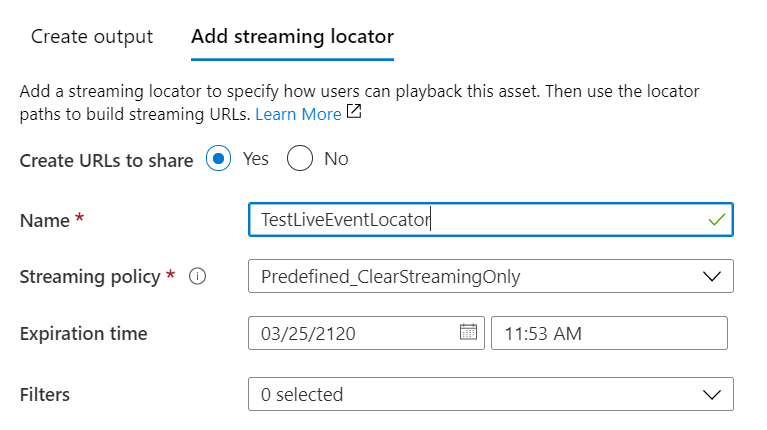 Create output Add streaming locator
Add a streaming locator to specify how users can playback this asset. Then use the locator
paths to build streaming URLs. Learn More
Create URLs to share Yes No
Name * TestLiveEventLocator
Streaming policy * Predefined_ClearStreamingOnly
Expiration time 03/25/2120 11:53 AM
Filters 0 selected